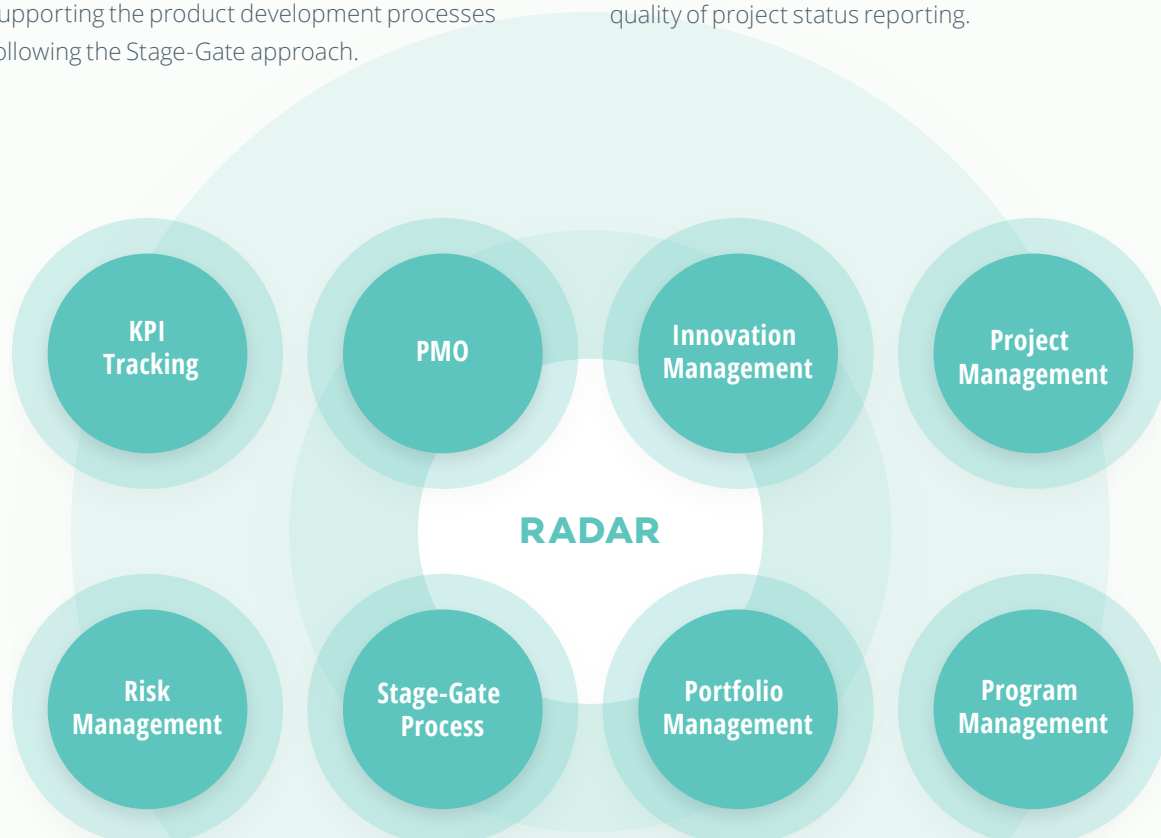 upporting the product development processes
ollowing the Stage-Gate approach.
quality of project status reporting.
KPI
Tracking
PMO
Innovation
Management
Project
Management
RADAR
Risk
Management
Stage-Gate
Process
Portfolio
Management
Program
Management